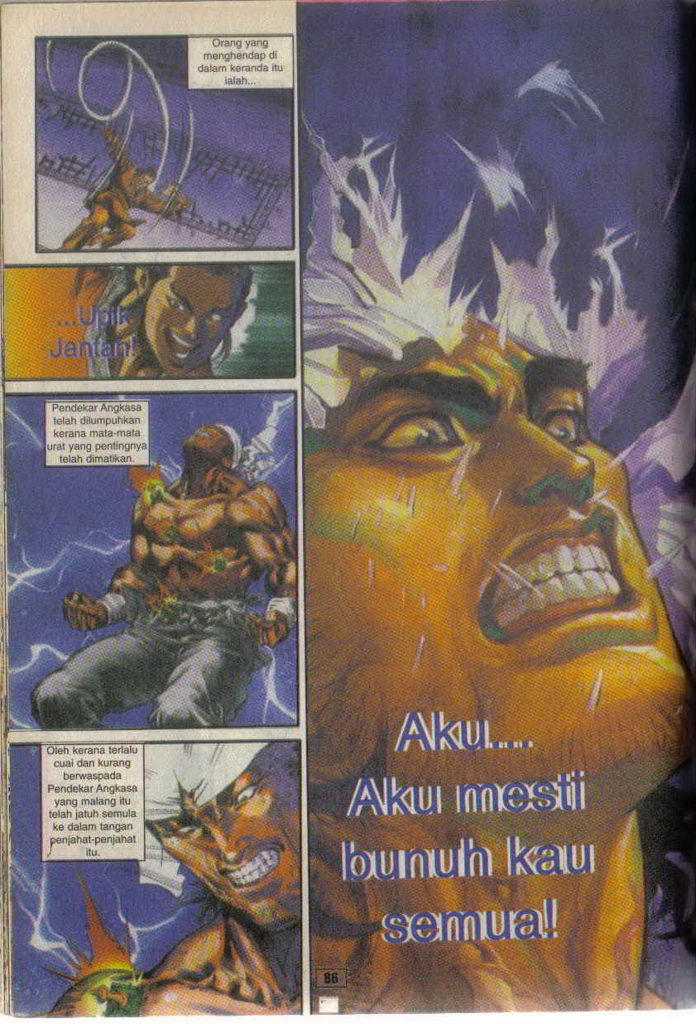 Orang yang
menghendap di
dalam keranda itu
ialah...
...Upik
Jantan!
Pendekar Angkasa
telah dilumpuhkan
kerana mata-mata
urat yang pentingnya
telah dimatikan.
Oleh kerana terlalu
cuai dan kurang
berwaspada
Pendekar Angkasa
yang malang itu
telah jatuh semula
ke dalam tangan
penjahat-penjahat
itu.
Aku....
Aku mesti
bunuh kau
semua!
86